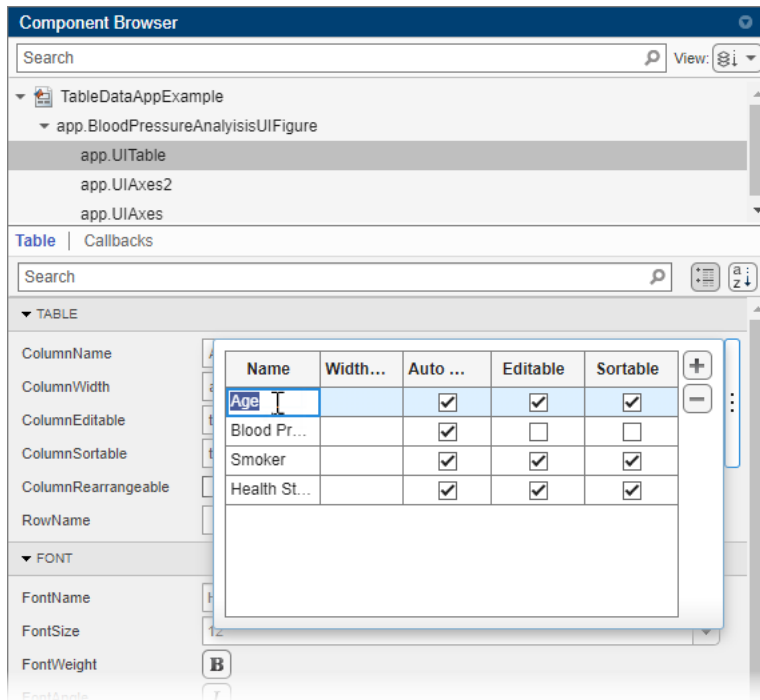 Component Browser
Search View:
TableDataAppExample
app.BloodPressureAnalyisisUIFigure
app.UITable
app.UIAxes2
app.UIAxes
Table | Callbacks
Search
TABLE
ColumnName
Name Width... Auto ... Editable Sortable
ColumnWidth
Age
ColumnEditable
Blood Pr...
ColumnSortable
Smoker
ColumnRearrangeable
Health St...
RowName
FONT
FontName
FontSize 12
FontWeight B
FontAngle I